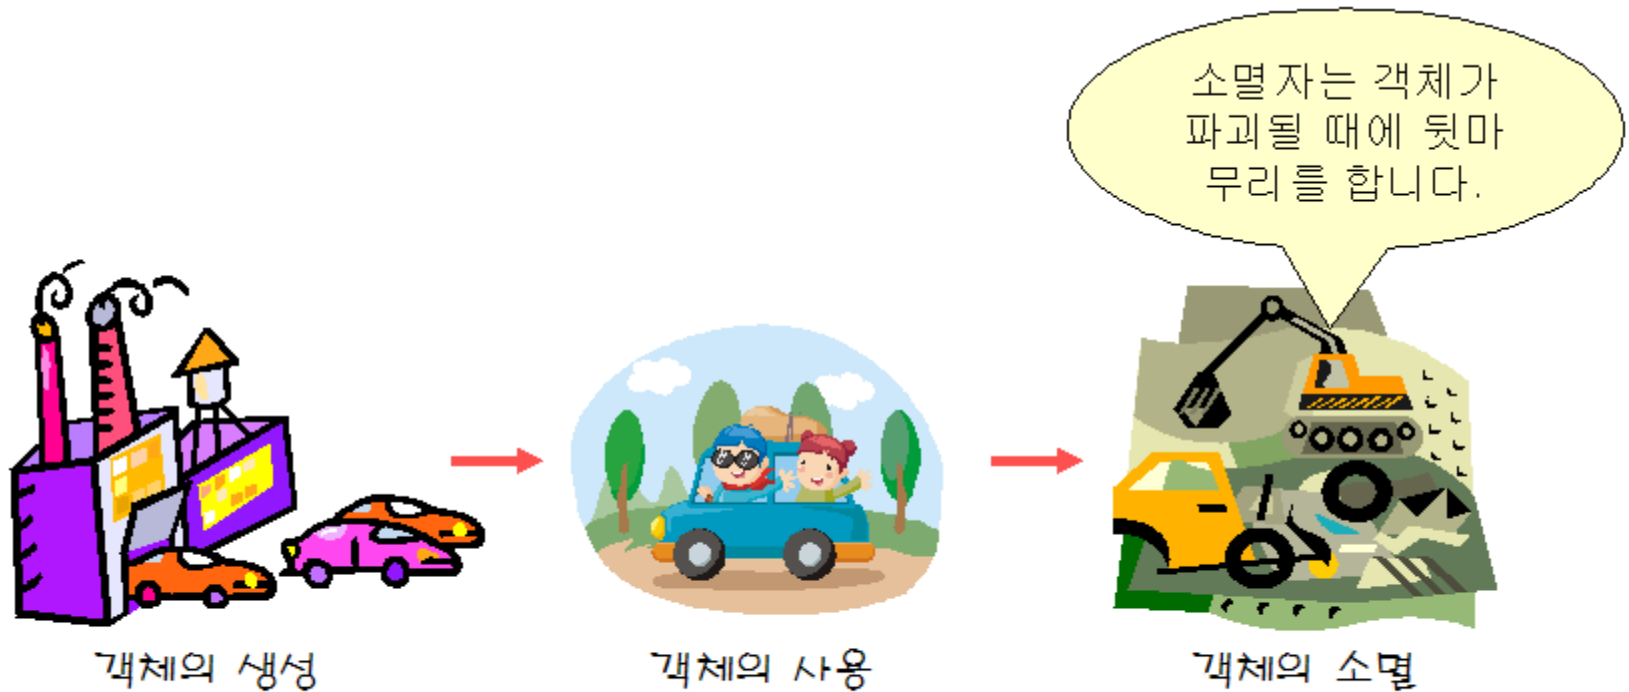 소멸자는 객체가
파괴될 때에 뒷마
무리를 합니다.
객체의 생성
객체의 사용
객체의 소멸